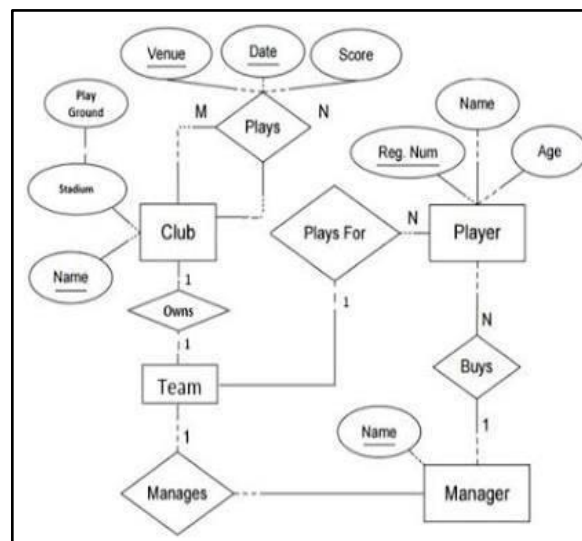 Venue
Date
Score
Play
Ground
M
Plays
N
Name
Stadium
Reg. Num
Age
Club
Plays For
N
Player
Name
1
Owns
1
N
1
Team
Buys
1
Name
1
Manages
Manager